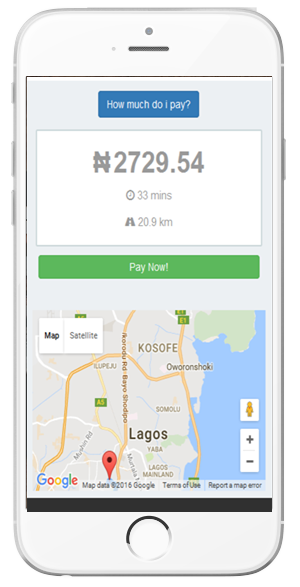 How much do i pay?
₦2729.54
33 mins
20.9 km
Pay Now!
Map
Satellite
KOSOFE
ILUPEJU
Oworonshoki
Ikorodu Rd
Bayo Shodipo
A5
E1
SOMOLU
Lagos
YABA
LAGOS
MAINLAND
Google
Map data ©2016 Google
Terms of Use
Report a map error